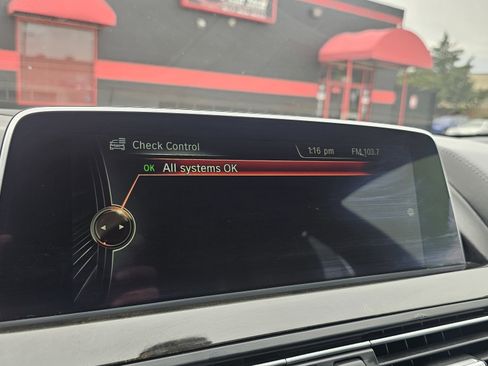 Check Control
1:16 pm
FM 103.7
OK All systems OK